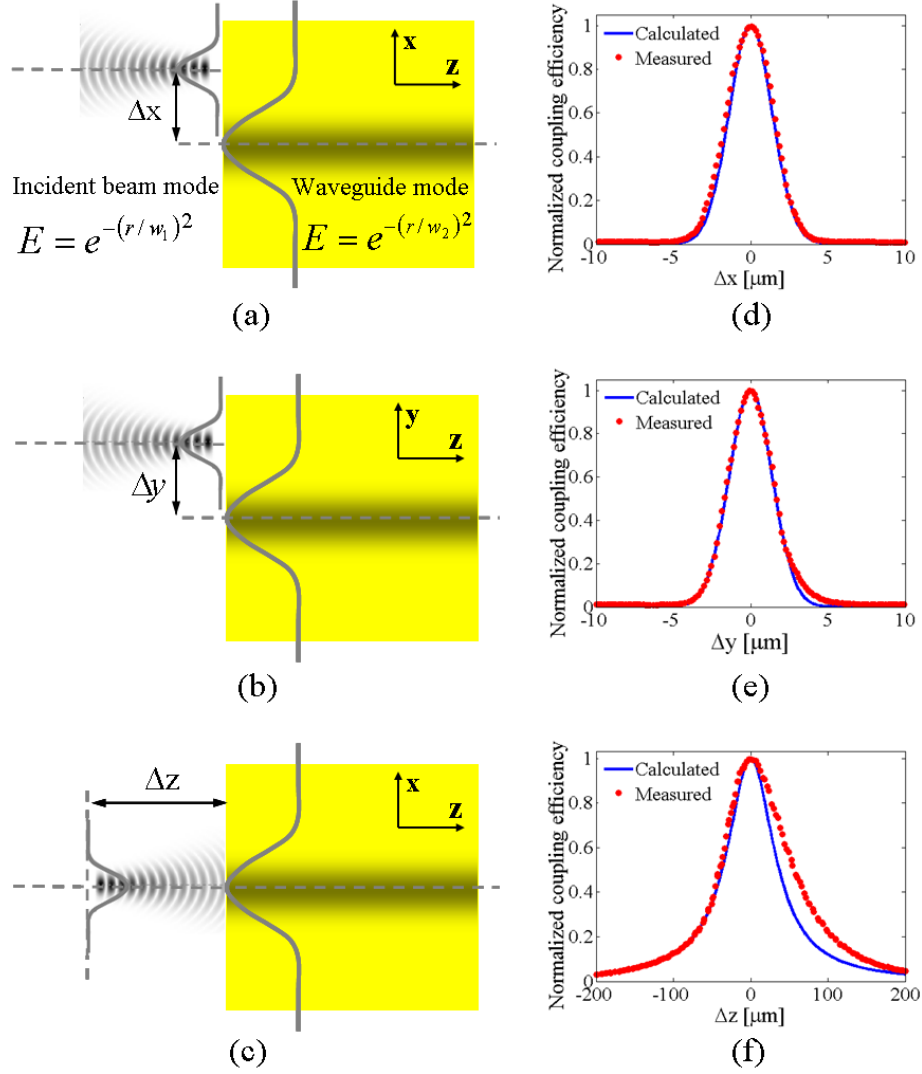 x
z
Δx
Incident beam mode
Waveguide mode
E = e^{-(r/w_1)^2}
E = e^{-(r/w_2)^2}
(a)
Normalized coupling efficiency
1
0.8
0.6
0.4
0.2
0
Calculated
Measured
-10
-5
0
5
10
Δx [μm]
(d)
y
z
Δy
(b)
Normalized coupling efficiency
1
0.8
0.6
0.4
0.2
0
Calculated
Measured
-10
-5
0
5
10
Δy [μm]
(e)
Δz
x
z
(c)
Normalized coupling efficiency
1
0.8
0.6
0.4
0.2
0
Calculated
Measured
-200
-100
0
100
200
Δz [μm]
(f)